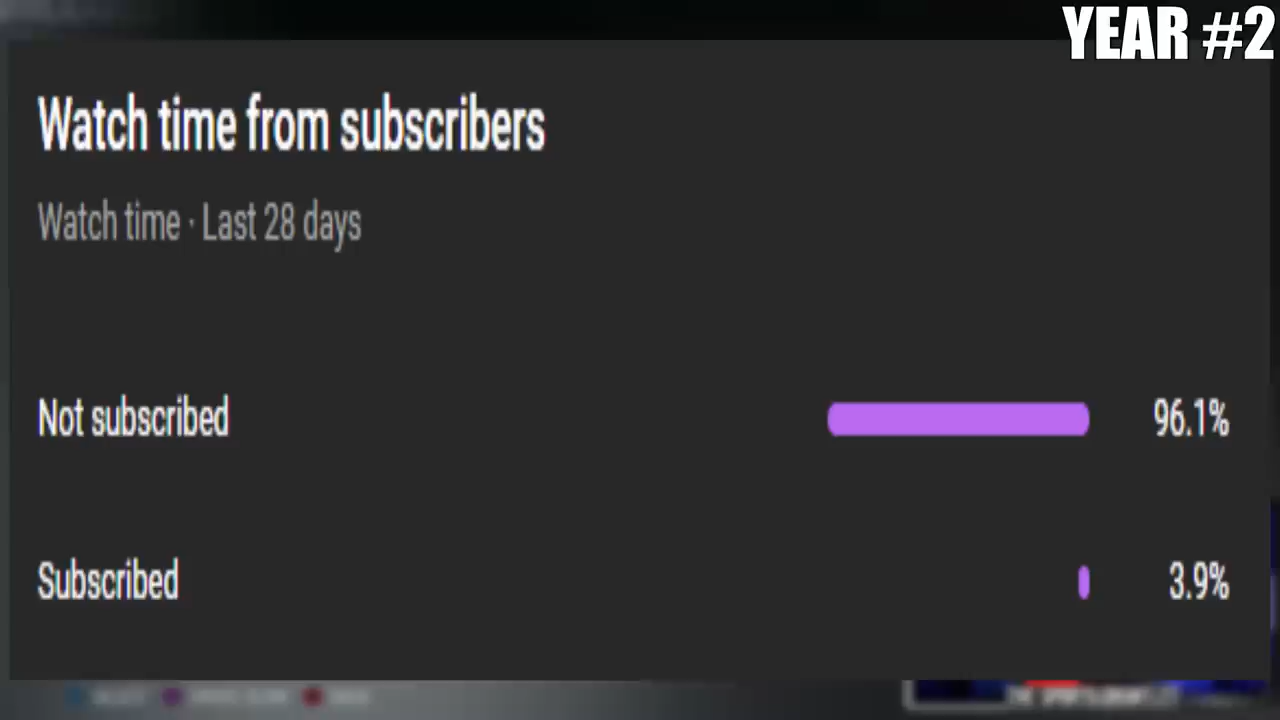 YEAR #2
Watch time from subscribers
Watch time · Last 28 days
Not subscribed 96.1%
Subscribed 3.9%